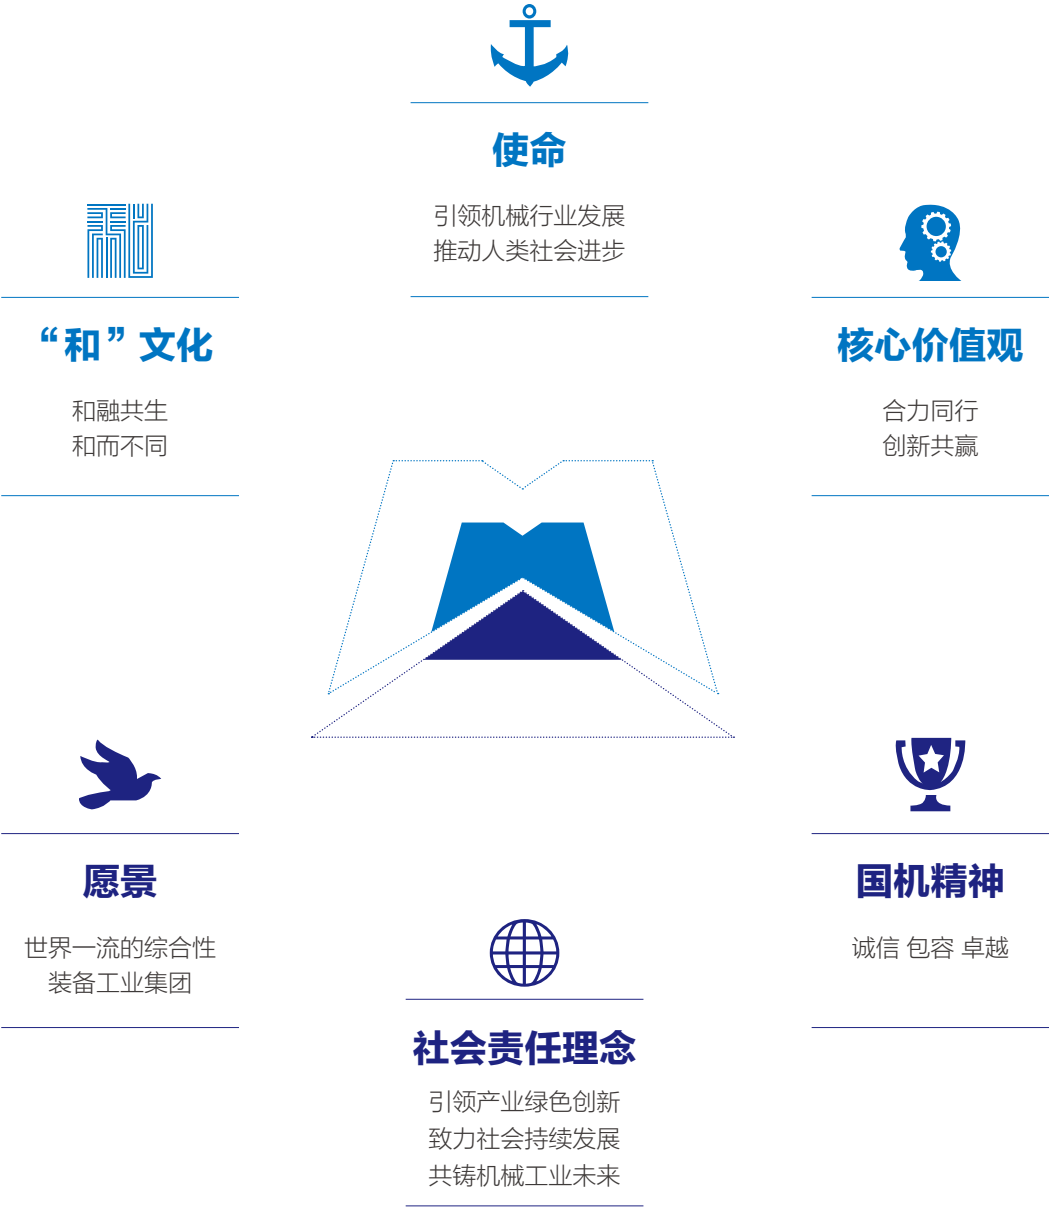 使命
引领机械行业发展
推动人类社会进步
“和”文化
和融共生
和而不同
核心价值观
合力同行
创新共赢
愿景
世界一流的综合性
装备工业集团
国机精神
诚信 包容 卓越
社会责任理念
引领产业绿色创新
致力社会持续发展
共铸机械工业未来